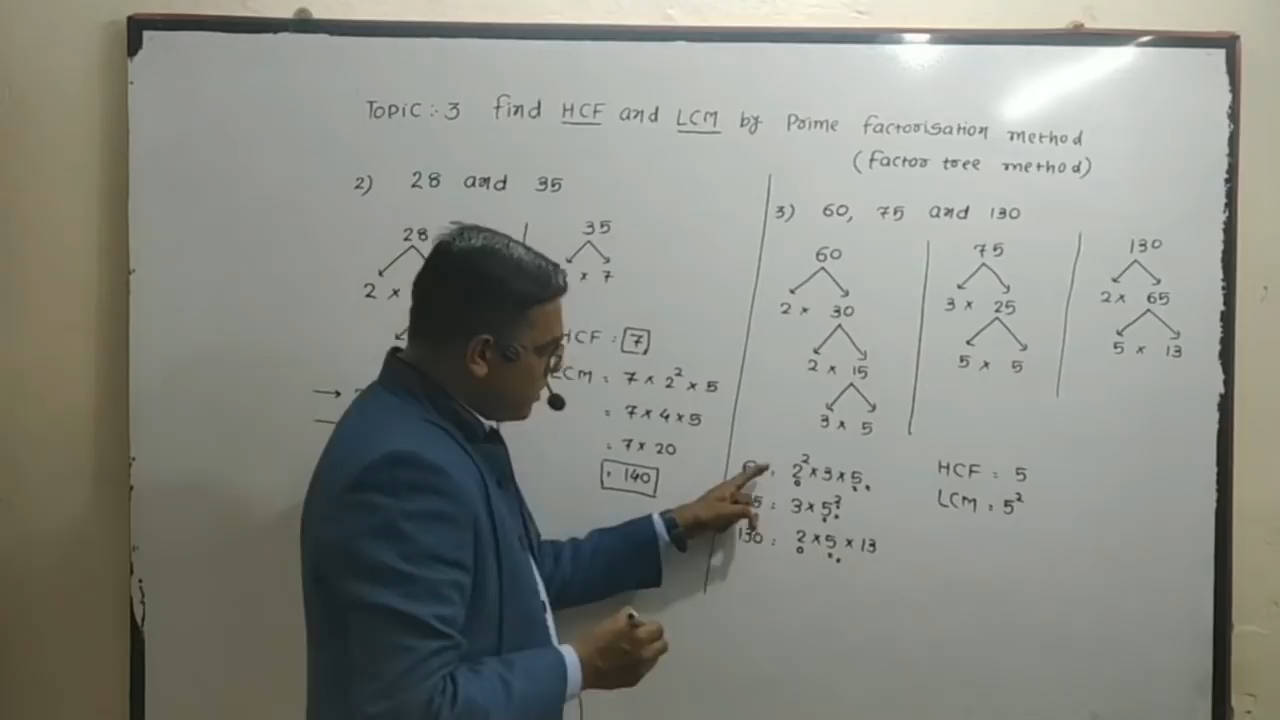 TOPIC :- 3 find HCF and LCM by Prime factorisation method
(factor tree method)
2) 28 and 35
28
2 ×
35
× 7
HCF : 7
LCM = 7 × 2² × 5
= 7 × 4 × 5
= 7 × 20
= 140
3) 60, 75 and 130
60
2 × 30
2 × 15
3 × 5
75
3 × 25
5 × 5
130
2 × 65
5 × 13
2² × 3 × 5
5 = 3 × 5²
130 = 2 × 5 × 13
HCF = 5
LCM = 5²